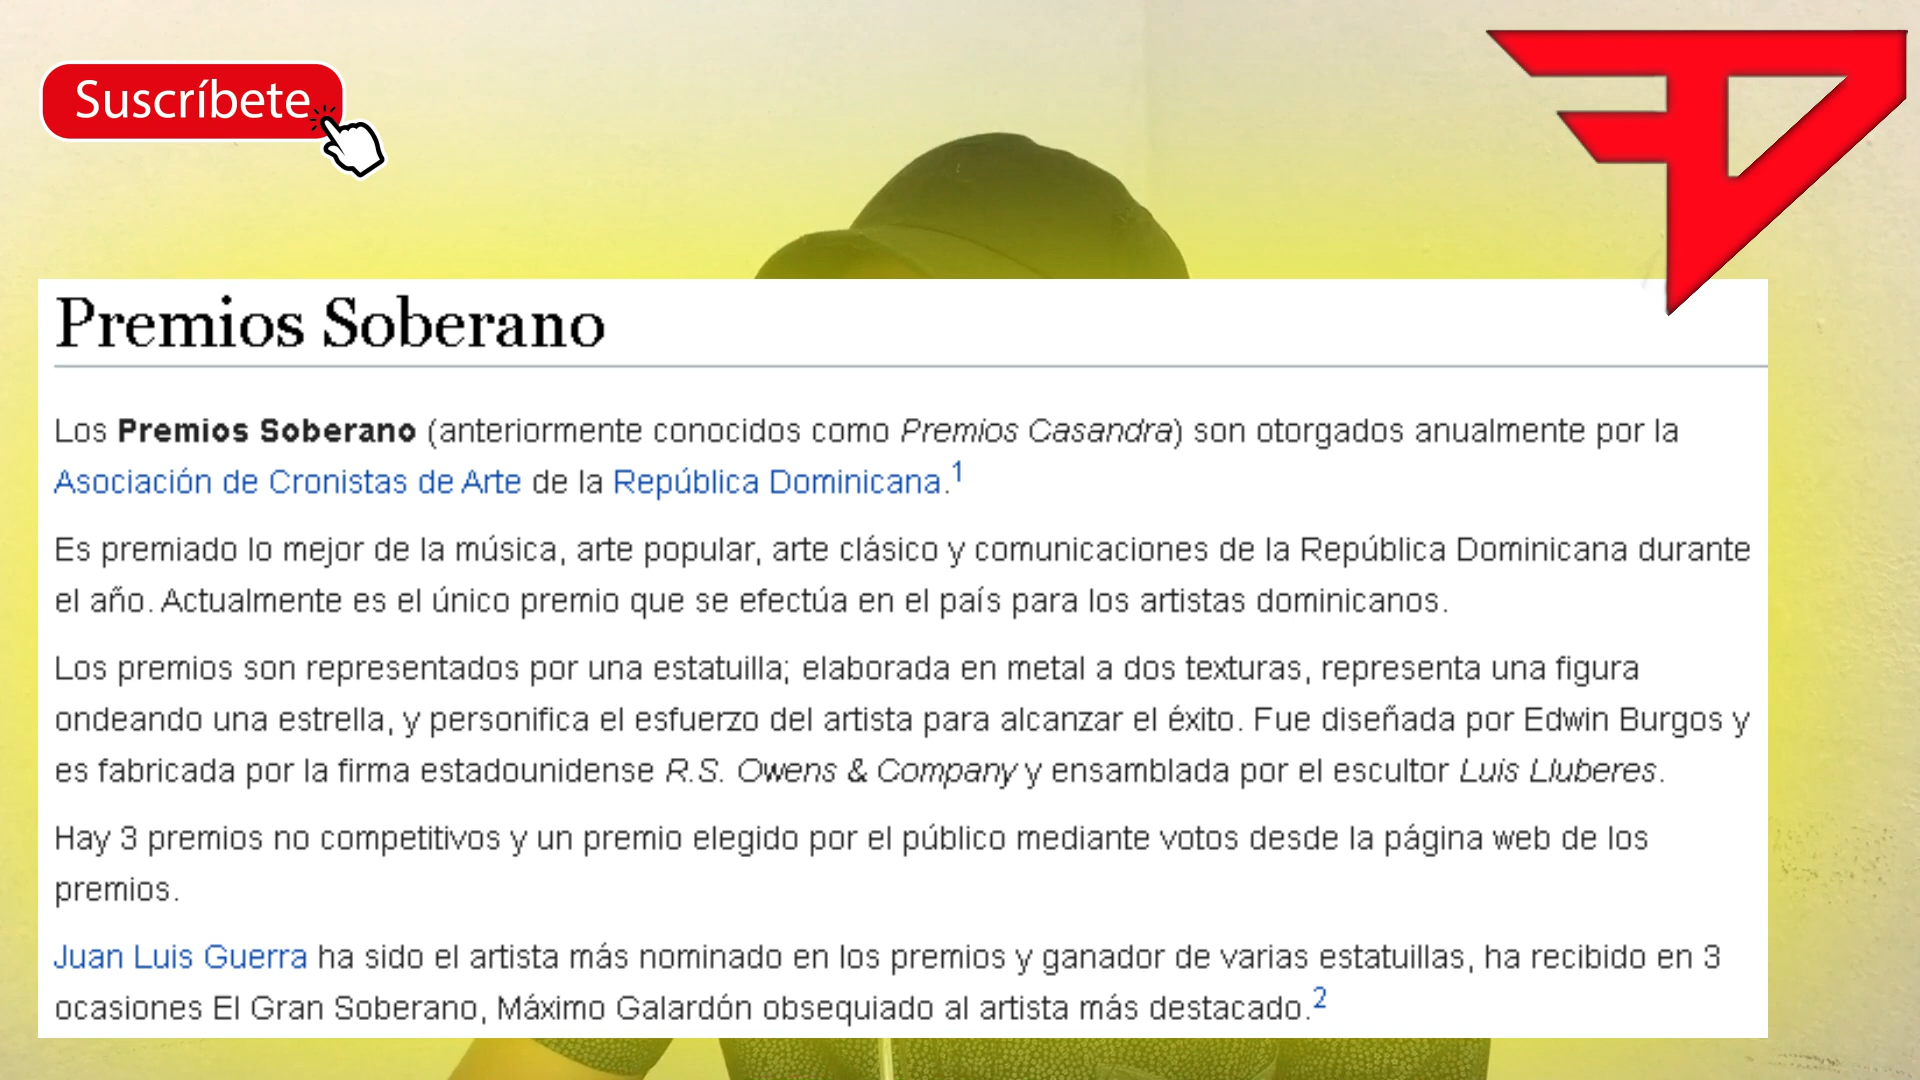 Suscríbete
Premios Soberano
Los Premios Soberano (anteriormente conocidos como Premios Casandra) son otorgados anualmente por la
Asociación de Cronistas de Arte de la República Dominicana.1
Es premiado lo mejor de la música, arte popular, arte clásico y comunicaciones de la República Dominicana durante
el año. Actualmente es el único premio que se efectúa en el país para los artistas dominicanos.
Los premios son representados por una estatuilla; elaborada en metal a dos texturas, representa una figura
ondeando una estrella, y personifica el esfuerzo del artista para alcanzar el éxito. Fue diseñada por Edwin Burgos y
es fabricada por la firma estadounidense R.S. Owens & Company y ensamblada por el escultor Luis Lluberes.
Hay 3 premios no competitivos y un premio elegido por el público mediante votos desde la página web de los
premios.
Juan Luis Guerra ha sido el artista más nominado en los premios y ganador de varias estatuillas, ha recibido en 3
ocasiones El Gran Soberano, Máximo Galardón obsequiado al artista más destacado.2